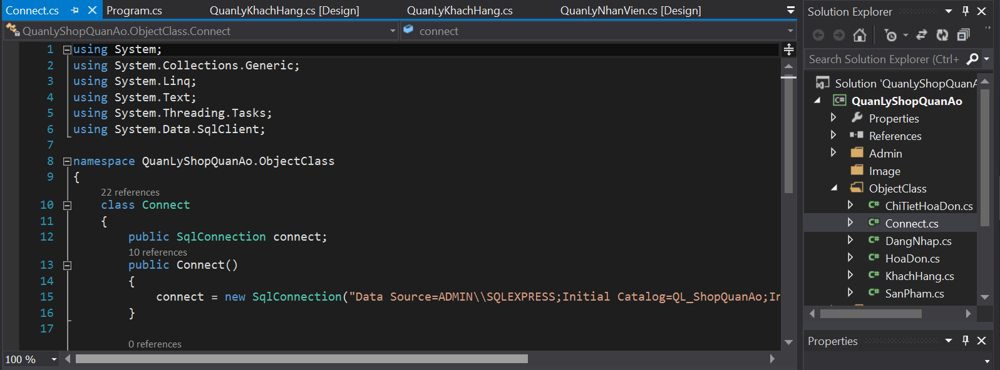 Connect.cs Program.cs QuanLyKhachHang.cs [Design] QuanLyKhachHang.cs QuanLyNhanVien.cs [Design]
QuanLyShopQuanAo.ObjectClass.Connect connect
1 using System;
2 using System.Collections.Generic;
3 using System.Linq;
4 using System.Text;
5 using System.Threading.Tasks;
6 using System.Data.SqlClient;
7
8 namespace QuanLyShopQuanAo.ObjectClass
9 {
22 references
10 class Connect
11 {
12 public SqlConnection connect;
10 references
13 public Connect()
14 {
15 connect = new SqlConnection("Data Source=ADMIN\\SQLEXPRESS;Initial Catalog=QL_ShopQuanAo;In
16 }
17
0 references
100 %
Solution Explorer
Search Solution Explorer (Ctrl+
Solution 'QuanLyShopQuanA
C# QuanLyShopQuanAo
Properties
References
Admin
Image
ObjectClass
C# ChiTietHoaDon.cs
C# Connect.cs
C# DangNhap.cs
C# HoaDon.cs
C# KhachHang.cs
C# SanPham.cs
Properties